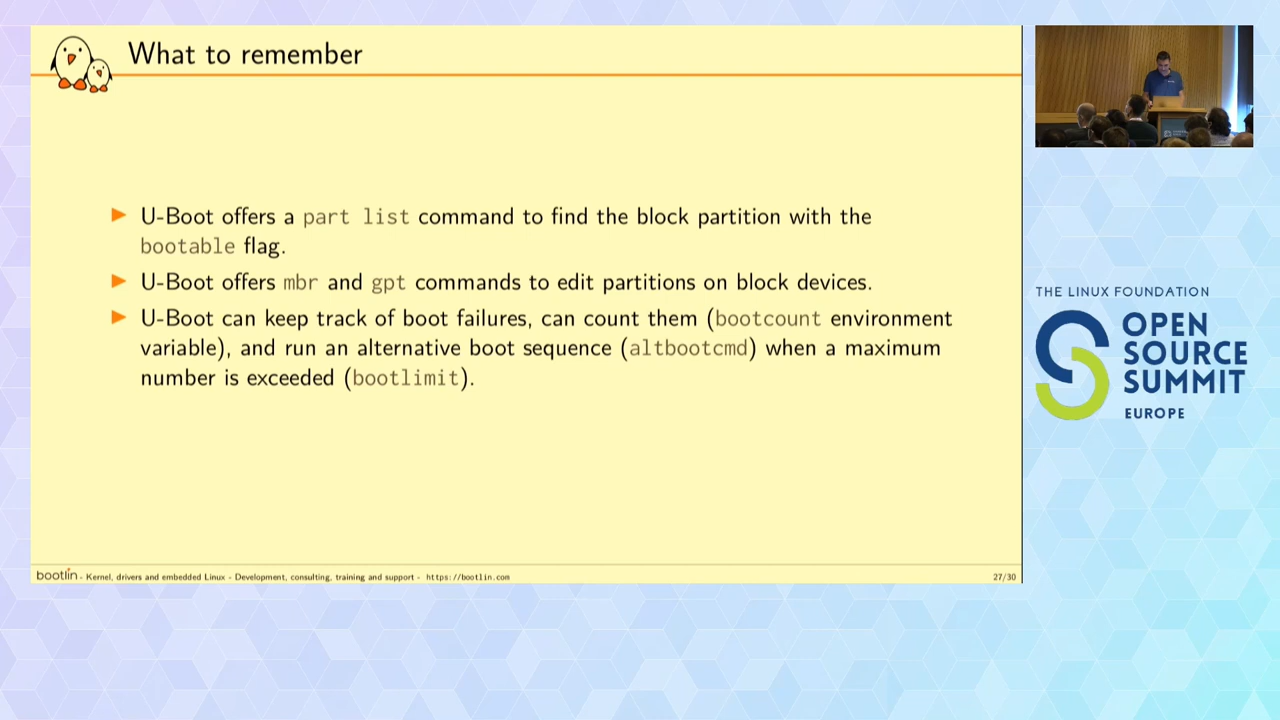 What to remember
▶ U-Boot offers a part list command to find the block partition with the
bootable flag.
▶ U-Boot offers mbr and gpt commands to edit partitions on block devices.
▶ U-Boot can keep track of boot failures, can count them (bootcount environment
variable), and run an alternative boot sequence (altbootcmd) when a maximum
number is exceeded (bootlimit).
bootlin - Kernel, drivers and embedded Linux - Development, consulting, training and support - https://bootlin.com
27/30
THE LINUX FOUNDATION
OPEN
SOURCE
SUMMIT
EUROPE